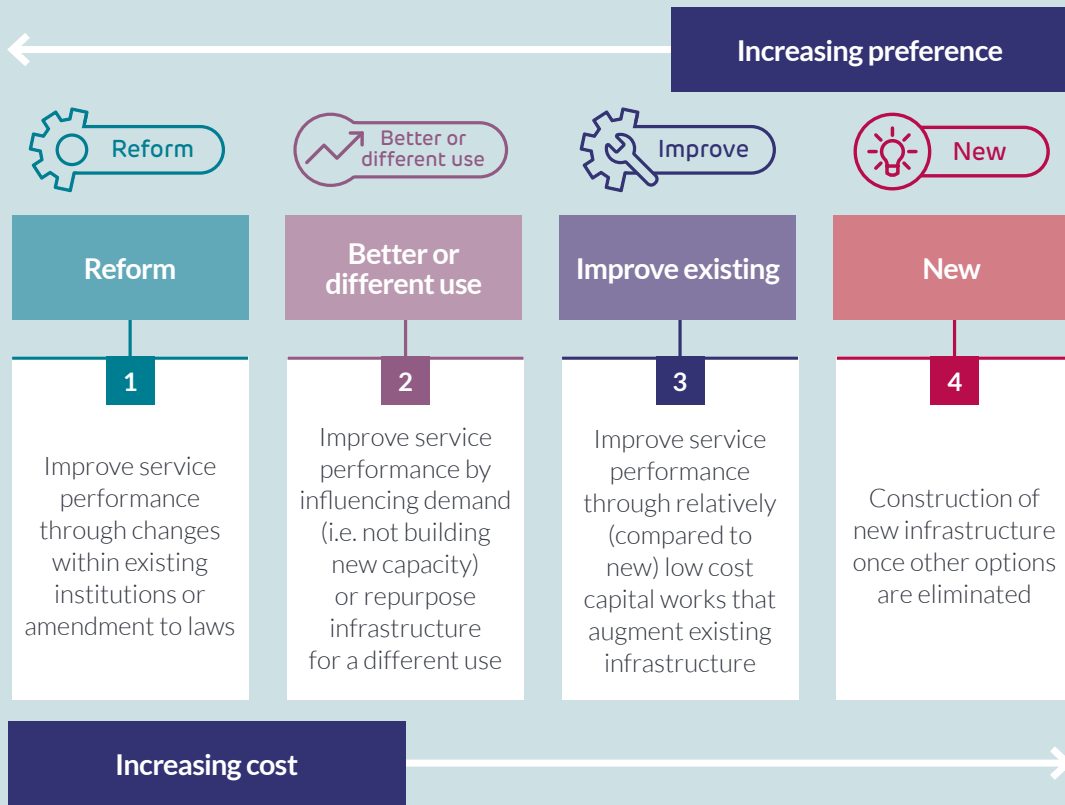 Increasing preference
Reform
Better or
different use
Improve
New
Reform
Better or
different use
Improve existing
New
1
Improve service
performance
through changes
within existing
institutions or
amendment to laws
2
Improve service
performance by
influencing demand
(i.e. not building
new capacity)
or repurpose
infrastructure
for a different use
3
Improve service
performance
through relatively
(compared to
new) low cost
capital works that
augment existing
infrastructure
4
Construction of
new infrastructure
once other options
are eliminated
Increasing cost